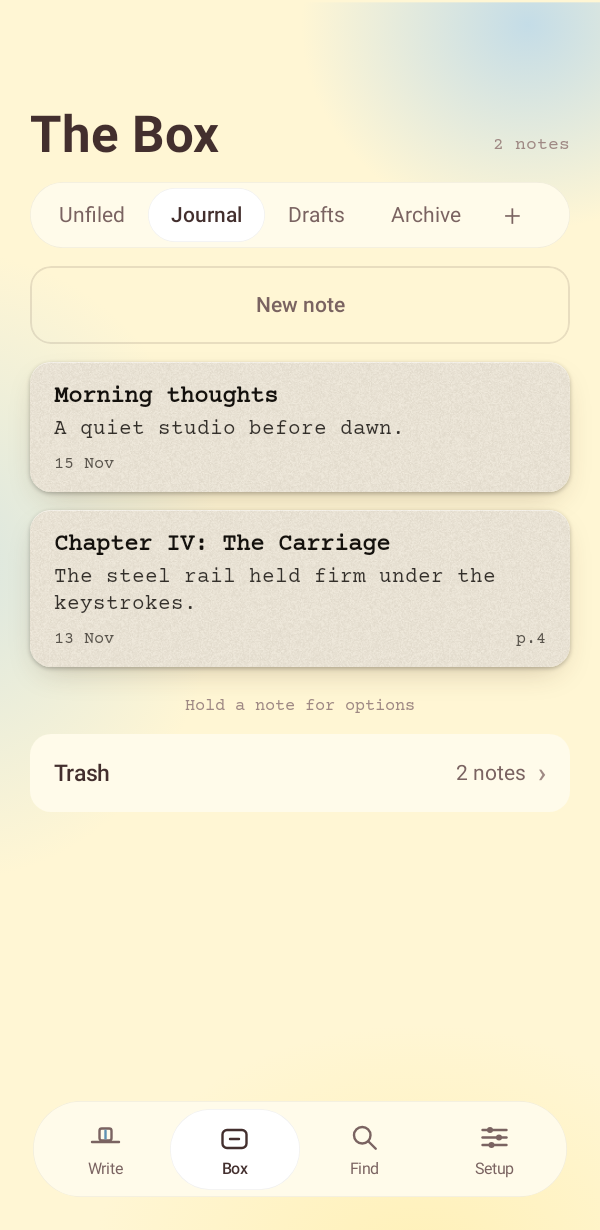 The Box
2 notes
Unfiled Journal Drafts Archive +
New note
Morning thoughts
A quiet studio before dawn.
15 Nov
Chapter IV: The Carriage
The steel rail held firm under the
keystrokes.
13 Nov p.4
Hold a note for options
Trash 2 notes ›
Write Box Find Setup